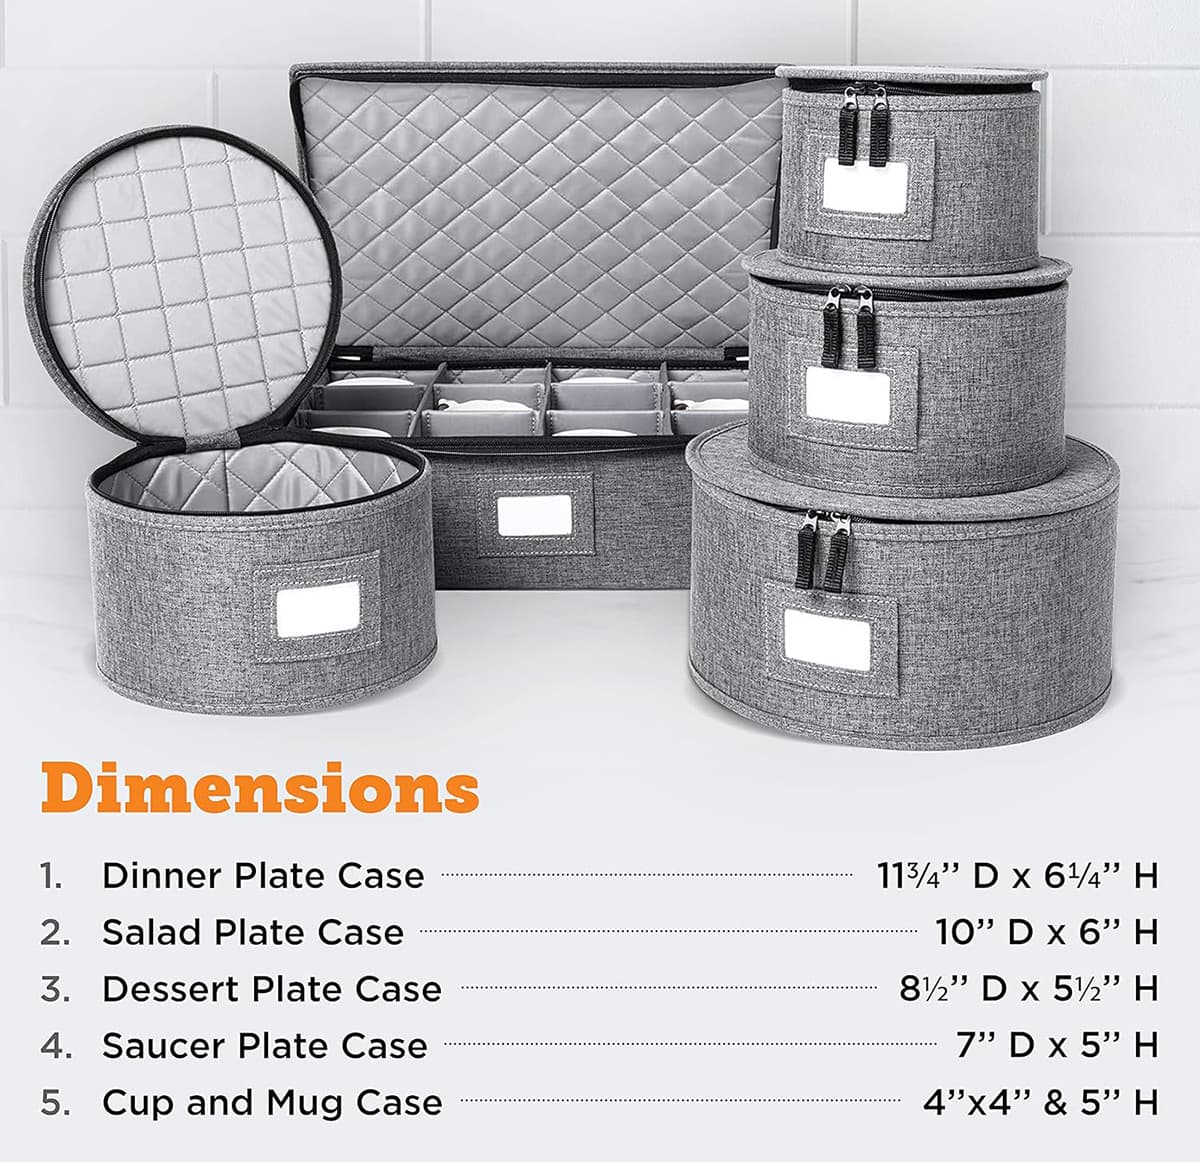 Dimensions
1. Dinner Plate Case 11¾’’ D x 6¼’’ H
2. Salad Plate Case 10’’ D x 6’’ H
3. Dessert Plate Case 8½’’ D x 5½’’ H
4. Saucer Plate Case 7’’ D x 5’’ H
5. Cup and Mug Case 4’’x4’’ & 5’’ H